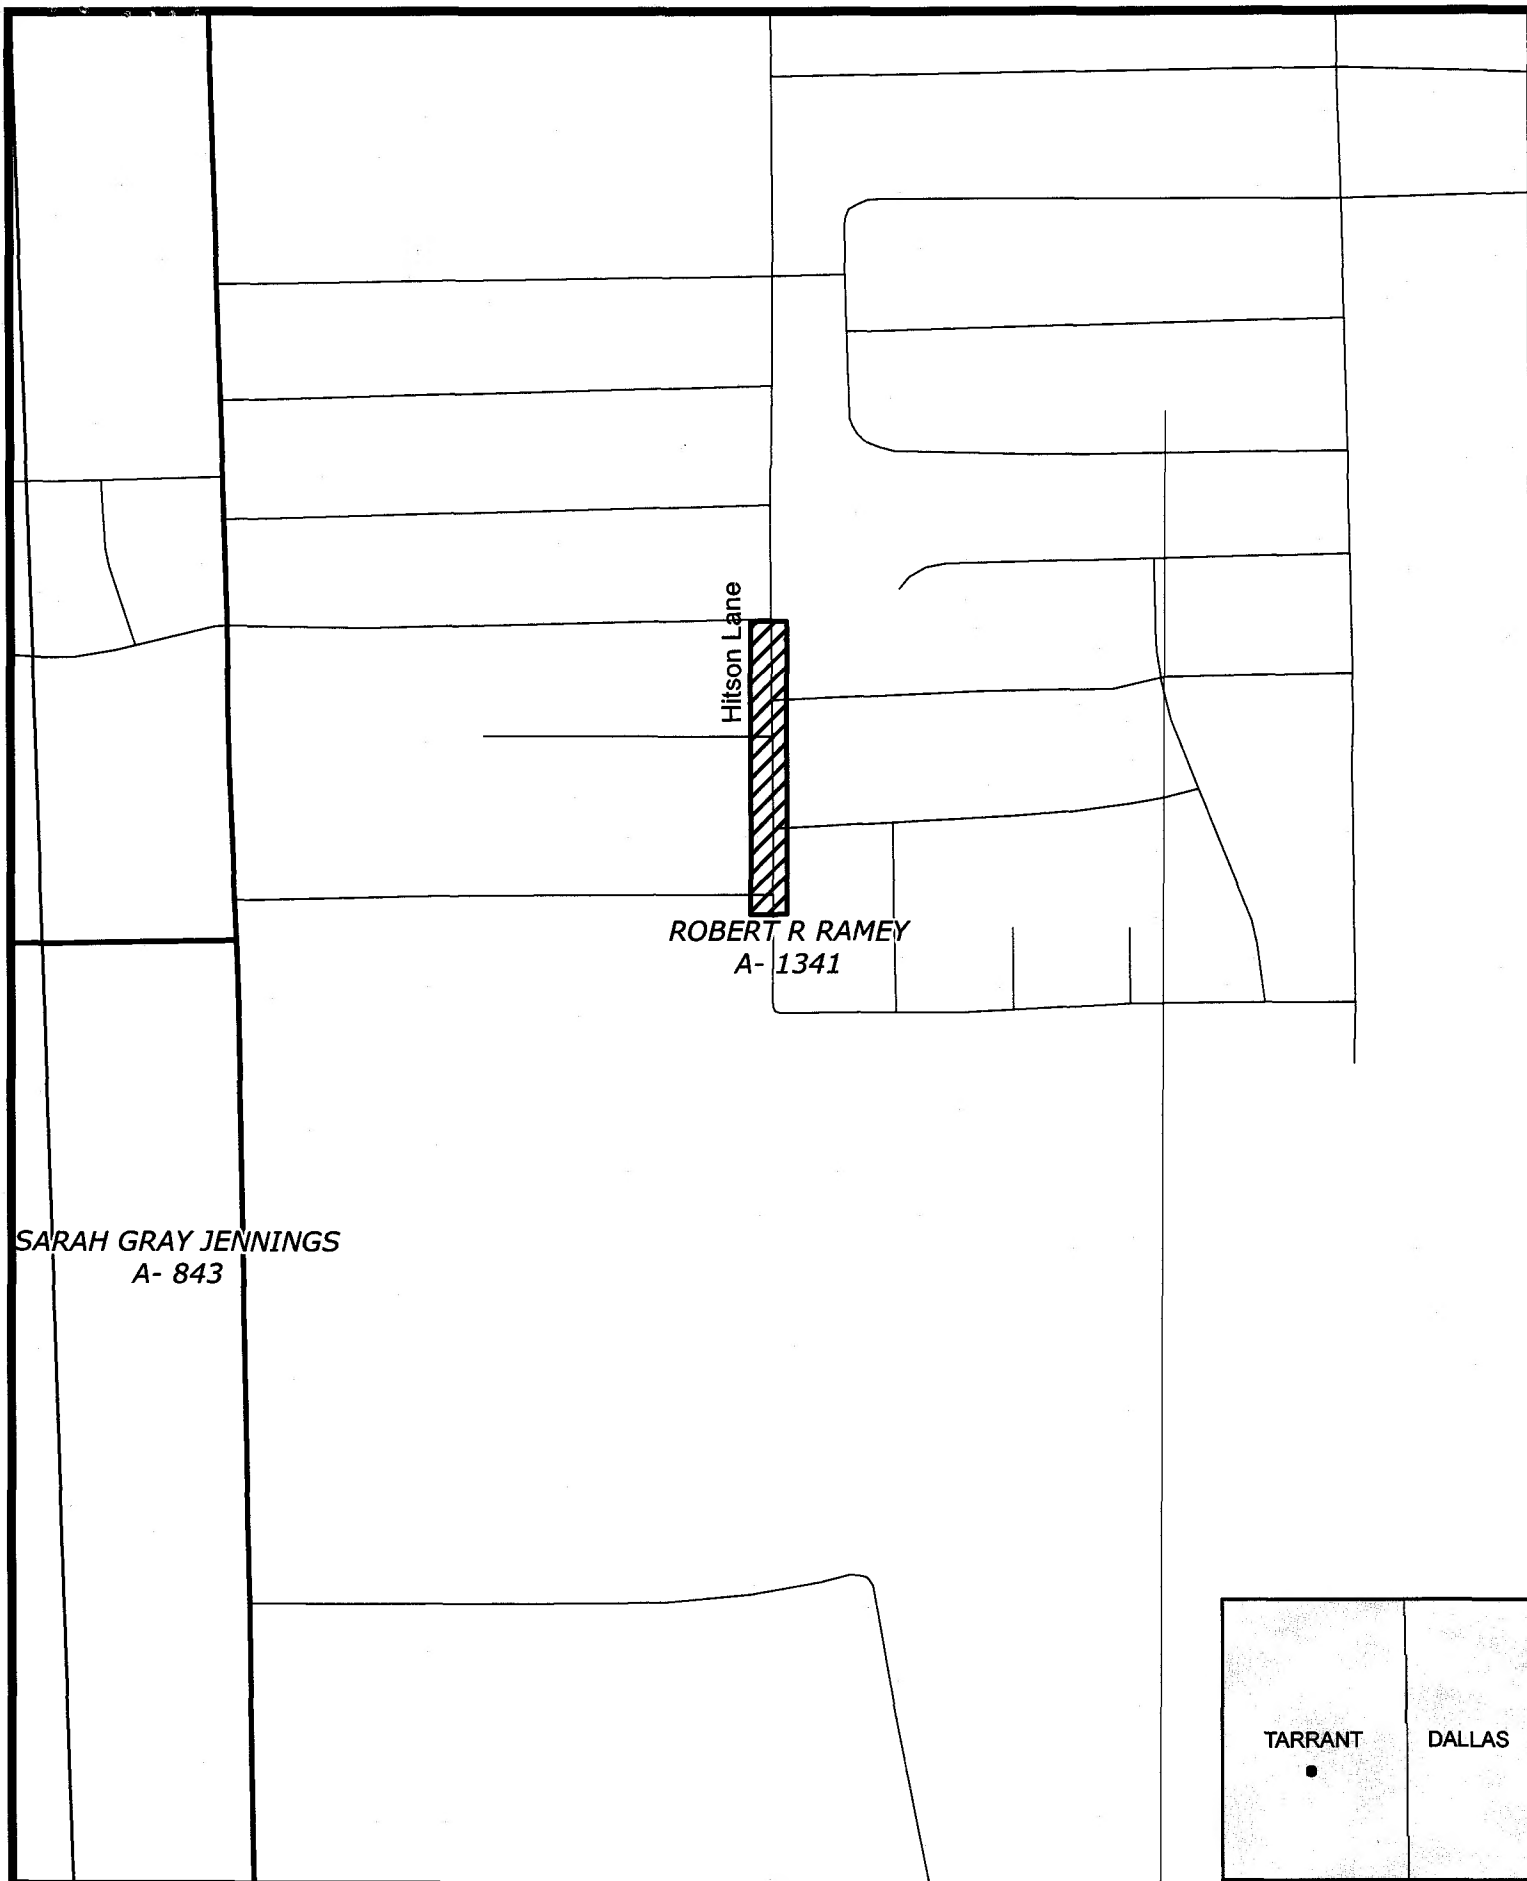 Hitson Lane
ROBERT R RAMEY
A- 1341
SARAH GRAY JENNINGS
A- 843
TARRANT
DALLAS